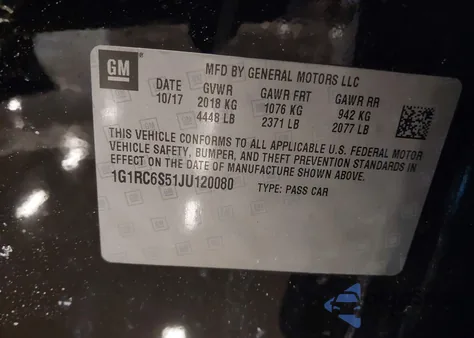 GM
MFD BY GENERAL MOTORS LLC
DATE GVWR GAWR FRT GAWR RR
10/17 2018 KG 1076 KG 942 KG
4448 LB 2371 LB 2077 LB
THIS VEHICLE CONFORMS TO ALL APPLICABLE U.S. FEDERAL MOTOR
VEHICLE SAFETY, BUMPER, AND THEFT PREVENTION STANDARDS IN
EFFECT ON THE DATE OF MANUFACTURE SHOWN ABOVE.
1G1RC6S51JU120080 TYPE: PASS CAR